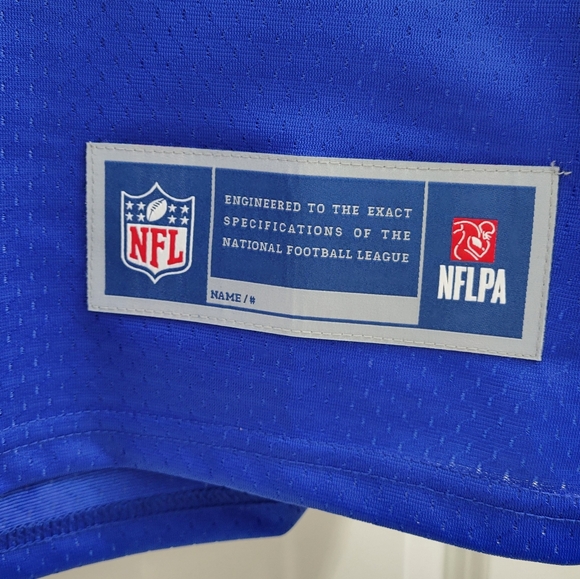 NFL
ENGINEERED TO THE EXACT
SPECIFICATIONS OF THE
NATIONAL FOOTBALL LEAGUE
NAME/#
NFLPA